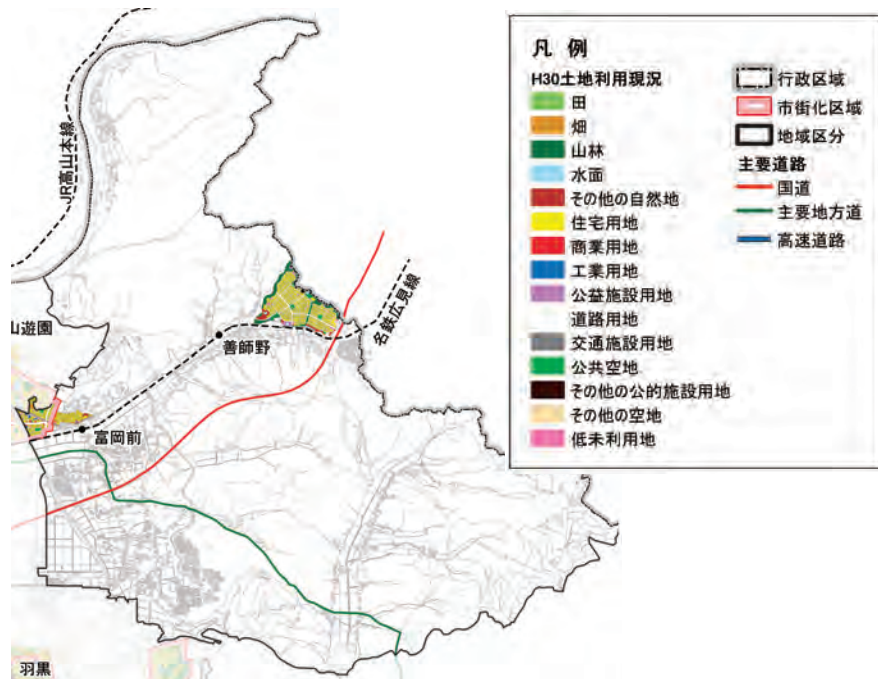 JR高山本線
名鉄広見線
山遊園
善師野
富岡前
羽黒
凡 例
H30土地利用現況
田
畑
山林
水面
その他の自然地
住宅用地
商業用地
工業用地
公益施設用地
道路用地
交通施設用地
公共空地
その他の公的施設用地
その他の空地
低未利用地
行政区域
市街化区域
地域区分
主要道路
国道
主要地方道
高速道路